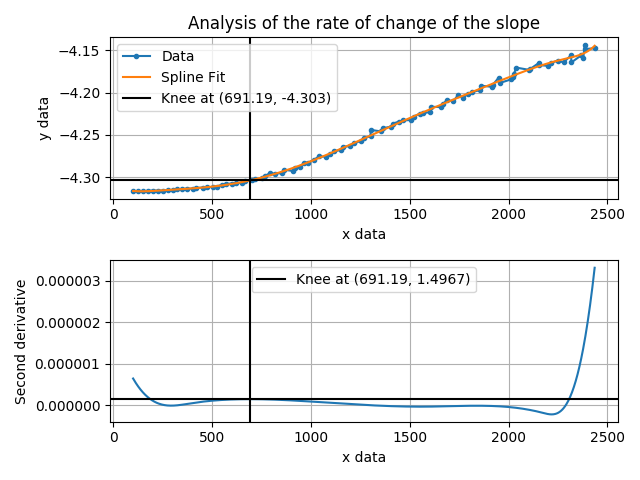 Analysis of the rate of change of the slope
y data
−4.15
−4.20
−4.25
−4.30
Data
Spline Fit
Knee at (691.19, -4.303)
0
500
1000
1500
2000
2500
x data
Second derivative
0.000003
0.000002
0.000001
0.000000
Knee at (691.19, 1.4967)
0
500
1000
1500
2000
2500
x data